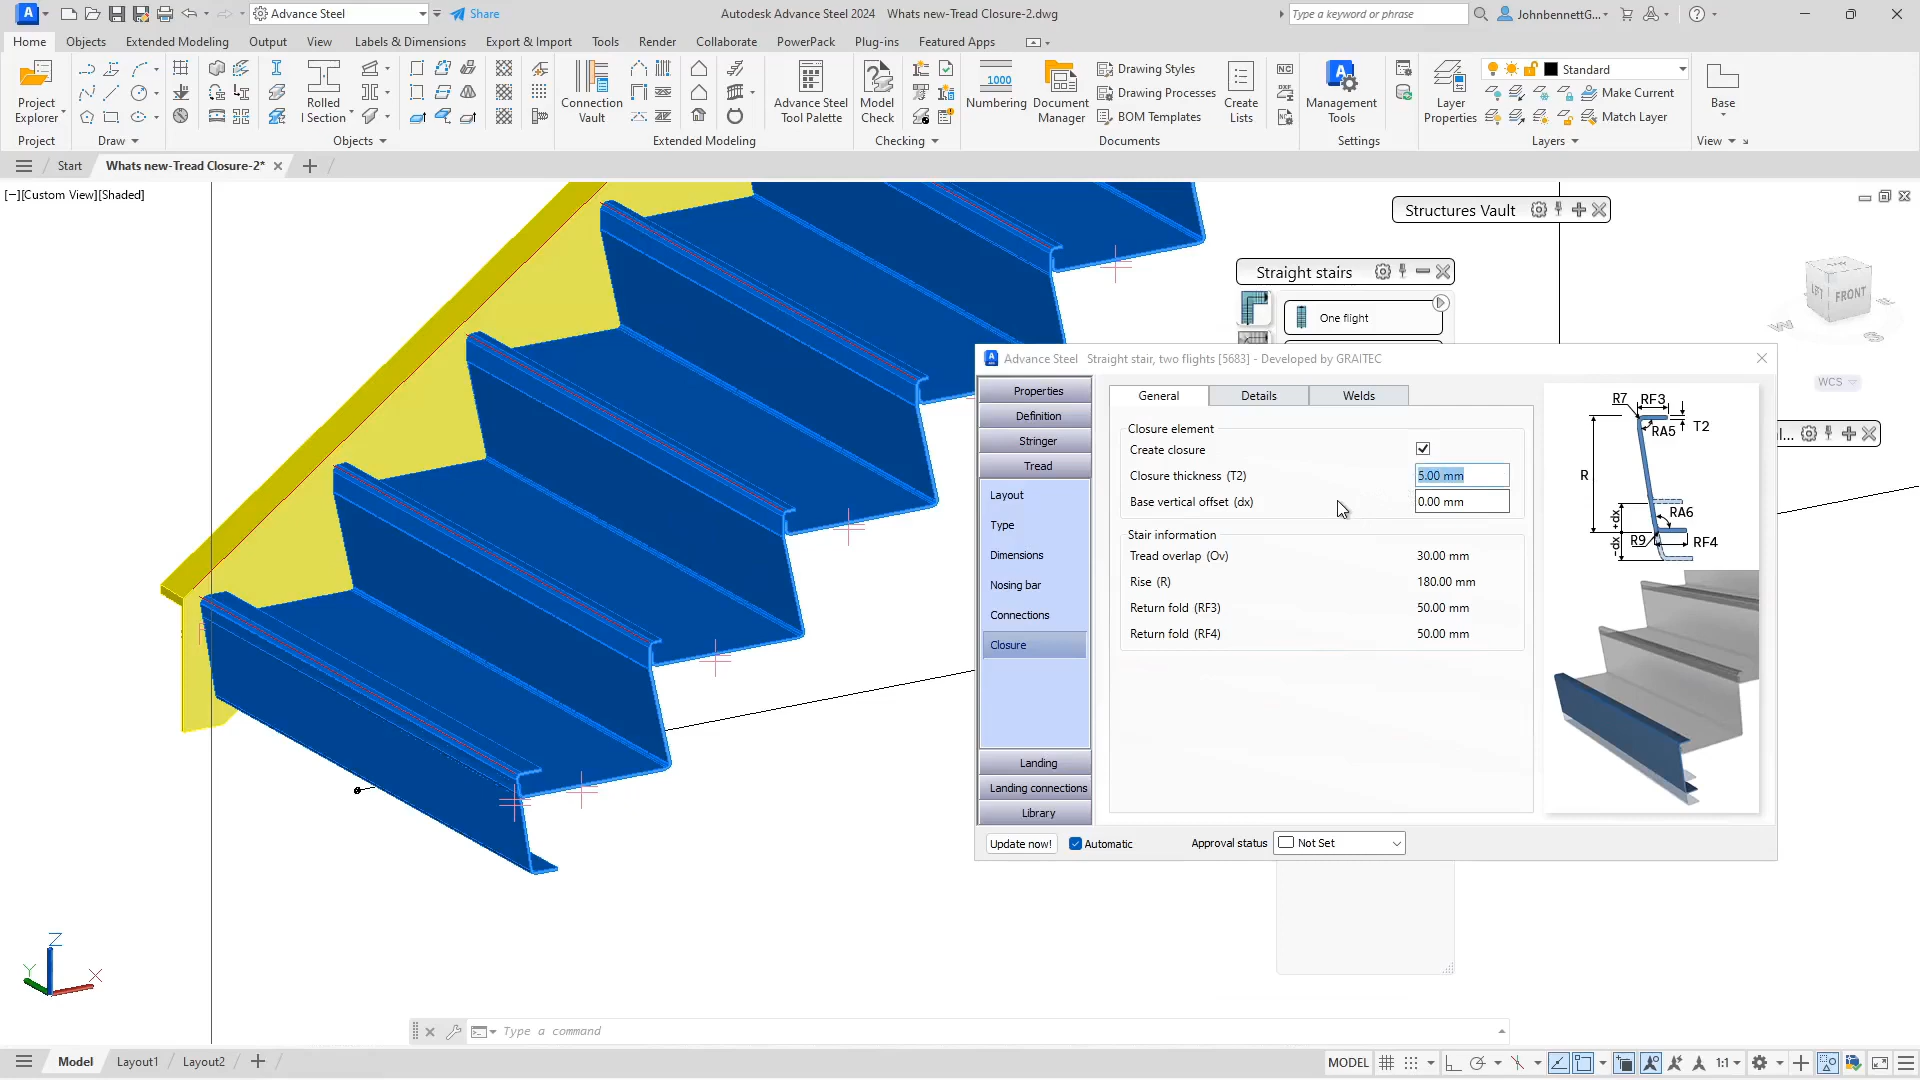 A
Advance Steel
Share
Autodesk Advance Steel 2024 Whats new-Tread Closure-2.dwg
Type a keyword or phrase
JohnbennettG...
Home Objects Extended Modeling Output View Labels & Dimensions Export & Import Tools Render Collaborate PowerPack Plug-ins Featured Apps
Project Explorer
Rolled I Section
Connection Vault
Advance Steel Tool Palette
Model Check
1000
Numbering
Document Manager
Drawing Styles
Drawing Processes
BOM Templates
Create Lists
NC
DXF
NC
Management Tools
Layer Properties
Standard
Make Current
Match Layer
Base
Project Draw Objects Extended Modeling Checking Documents Settings Layers View
Start Whats new-Tread Closure-2*
[−][Custom View][Shaded]
Structures Vault
Straight stairs
One flight
LEFT FRONT
W S
WCS
l...
Advance Steel Straight stair, two flights [5683] - Developed by GRAITEC
Properties
Definition
Stringer
Tread
Layout
Type
Dimensions
Nosing bar
Connections
Closure
Landing
Landing connections
Library
General Details Welds
Closure element
Create closure
Closure thickness (T2) 5.00 mm
Base vertical offset (dx) 0.00 mm
Stair information
Tread overlap (Ov) 30.00 mm
Rise (R) 180.00 mm
Return fold (RF3) 50.00 mm
Return fold (RF4) 50.00 mm
R7 RF3
RA5 T2
R
RA6
-dx +dx
R9 RF4
Update now! Automatic Approval status Not Set
Z
Y X
Type a command
Model Layout1 Layout2
MODEL 1:1